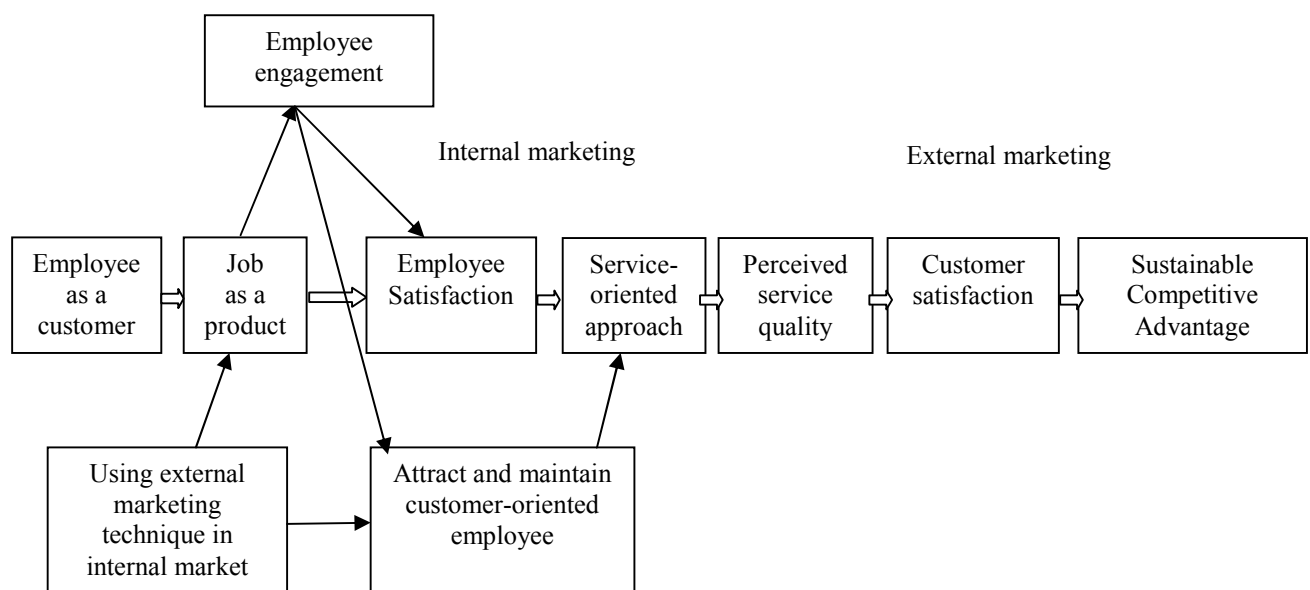 Employee
engagement
Internal marketing
External marketing
Employee
as a
customer
Job
as a
product
Employee
Satisfaction
Service-
oriented
approach
Perceived
service
quality
Customer
satisfaction
Sustainable
Competitive
Advantage
Using external
marketing
technique in
internal market
Attract and maintain
customer-oriented
employee